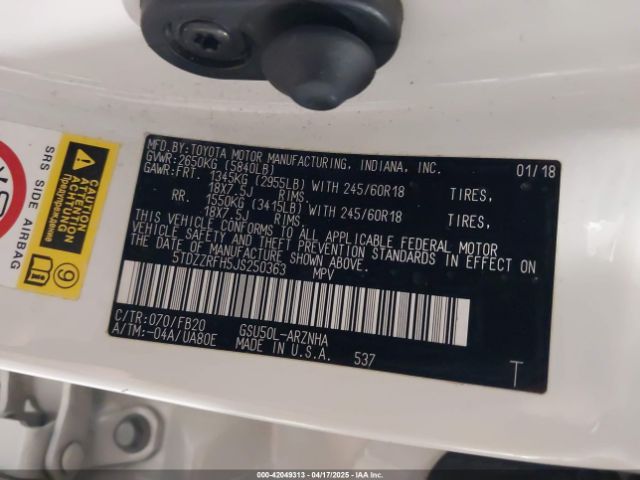 SRS SIDE AIRBAG
ATTENTION
ACHTUNG
ATENCIÓN
Предупреждение
9
MFD.BY:TOYOTA MOTOR MANUFACTURING, INDIANA, INC. 01/18
GVWR:2650KG (5840LB)
GAWR:FRT. 1345KG (2955LB) WITH 245/60R18 TIRES,
18X7.5J RIMS.
RR. 1550KG (3415LB) WITH 245/60R18 TIRES,
18X7.5J RIMS.
THIS VEHICLE CONFORMS TO ALL APPLICABLE FEDERAL MOTOR
VEHICLE SAFETY AND THEFT PREVENTION STANDARDS IN EFFECT ON
THE DATE OF MANUFACTURE SHOWN ABOVE.
5TDZZRFH5JS250363 MPV
C/TR:070/FB20 GSU50L-ARZNHA
A/TM:-04A/UA80E MADE IN U.S.A. 537
T
000-42049313 - 04/17/2025 - IAA Inc.